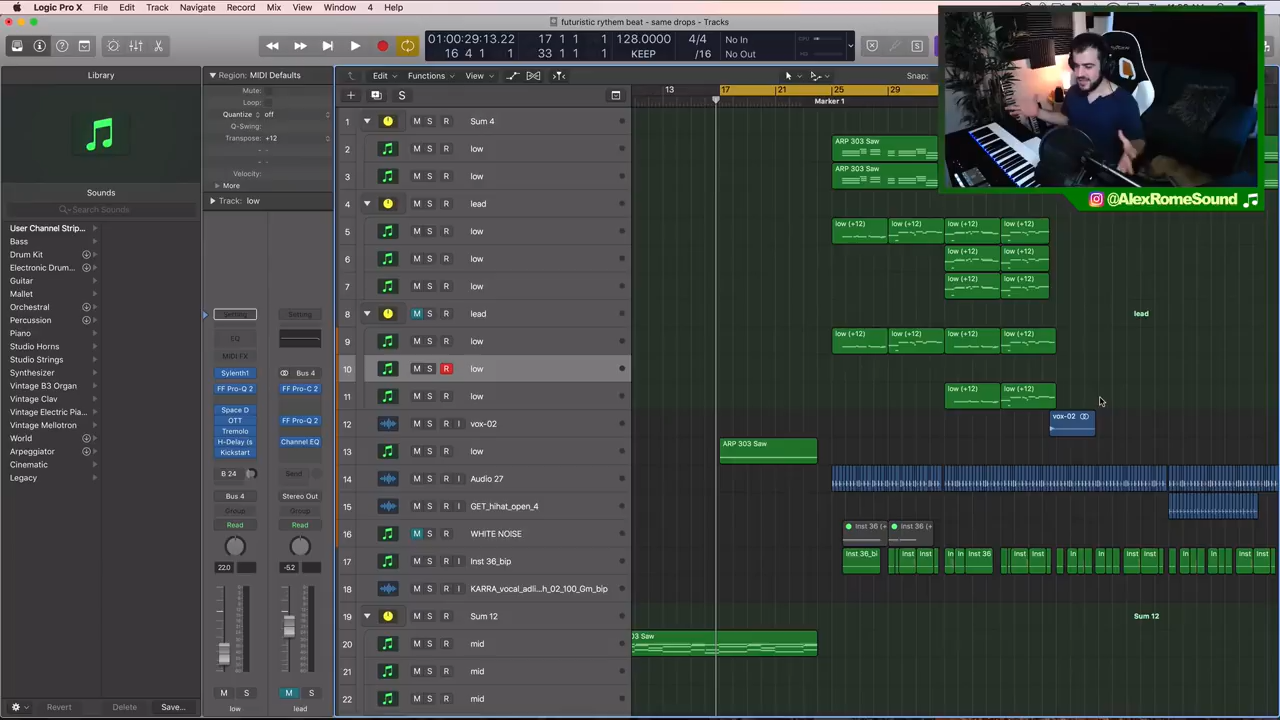 Logic Pro X File Edit Track Navigate Record Mix View Window 4 Help
futuristic rythem beat - same drops - Tracks
01:00:29:13.22 17 1 1 1 128.0000 4/4 No In
16 4 1 KEEP /16 No Out
CPU
Library
Region: MIDI Defaults
Edit Functions View Snap:
Mute:
Loop:
Quantize off
Q-Swing:
Transpose: +12
Velocity:
More
Track: low
13 17 21 25 29
Marker 1
Sounds
Search Sounds
User Channel Strip...
Bass
Drum Kit
Electronic Drum...
Guitar
Mallet
Orchestral
Percussion
Piano
Studio Horns
Studio Strings
Synthesizer
Vintage B3 Organ
Vintage Clav
Vintage Electric Pia...
Vintage Mellotron
World
Arpeggiator
Cinematic
Legacy
Setting Setting
EQ
MIDI FX
Sylenth1 Bus 4
FF Pro-Q 2 FF Pro-C 2
Space D
OTT FF Pro-Q 2
Tremolo
H-Delay (s Channel EQ
Kickstart
B 24 Send
Bus 4 Stereo Out
Group Group
Read Read
22.0 -5.2
M S M S
low lead
Revert Delete Save...
1 M S R Sum 4
2 M S R low ARP 303 Saw
3 M S R low ARP 303 Saw
4 M S R lead
5 M S R low low (+12) low (+12) low (+12) low (+12)
6 M S R low low (+12) low (+12)
7 M S R low low (+12) low (+12)
8 M S R lead lead
9 M S R low low (+12) low (+12) low (+12) low (+12)
10 M S R low
11 M S R low low (+12) low (+12)
12 M S R I vox-02 vox-02
13 M S R low ARP 303 Saw
14 M S R I Audio 27
15 M S R I GET_hihat_open_4
16 M S R WHITE NOISE Inst 36 (+ Inst 36 (+
17 M S R I Inst 36_bip Inst 36_bi Inst Inst In In Inst 36 Inst Inst In In In Inst Inst In In Inst Inst
18 M S R I KARRA_vocal_adli...h_02_100_Gm_bip
19 M S R Sum 12 Sum 12
20 M S R mid 03 Saw
21 M S R mid
22 M S R mid
@AlexRomeSound